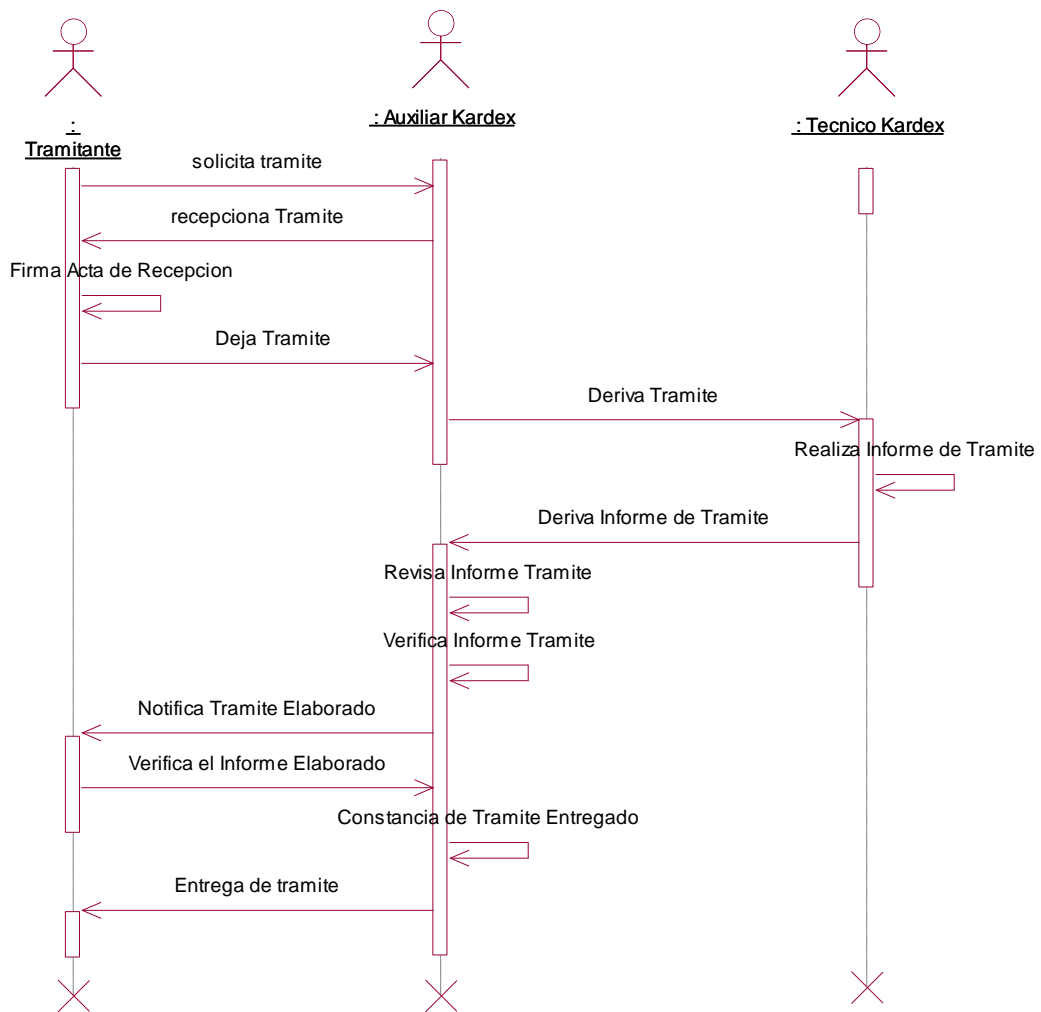 : Auxiliar Kardex
: Tecnico Kardex
:
Tramitante
solicita tramite
recepciona Tramite
Firma Acta de Recepcion
Deja Tramite
Deriva Tramite
Realiza Informe de Tramite
Deriva Informe de Tramite
Revisa Informe Tramite
Verifica Informe Tramite
Notifica Tramite Elaborado
Verifica el Informe Elaborado
Constancia de Tramite Entregado
Entrega de tramite